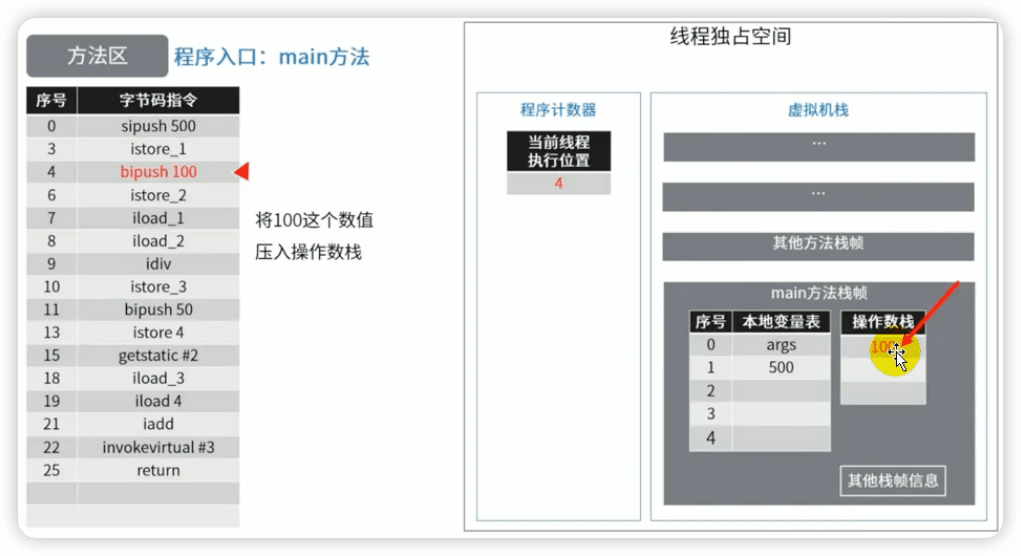 方法区
程序入口：main方法
序号 字节码指令
0 sipush 500
3 istore_1
4 bipush 100
6 istore_2
7 iload_1
8 iload_2
9 idiv
10 istore_3
11 bipush 50
13 istore 4
15 getstatic #2
18 iload_3
19 iload 4
21 iadd
22 invokevirtual #3
25 return
将100这个数值
压入操作数栈
线程独占空间
程序计数器
当前线程
执行位置
4
虚拟机栈
...
...
其他方法栈帧
main方法栈帧
序号 本地变量表
0 args
1 500
2
3
4
操作数栈
100
其他栈帧信息